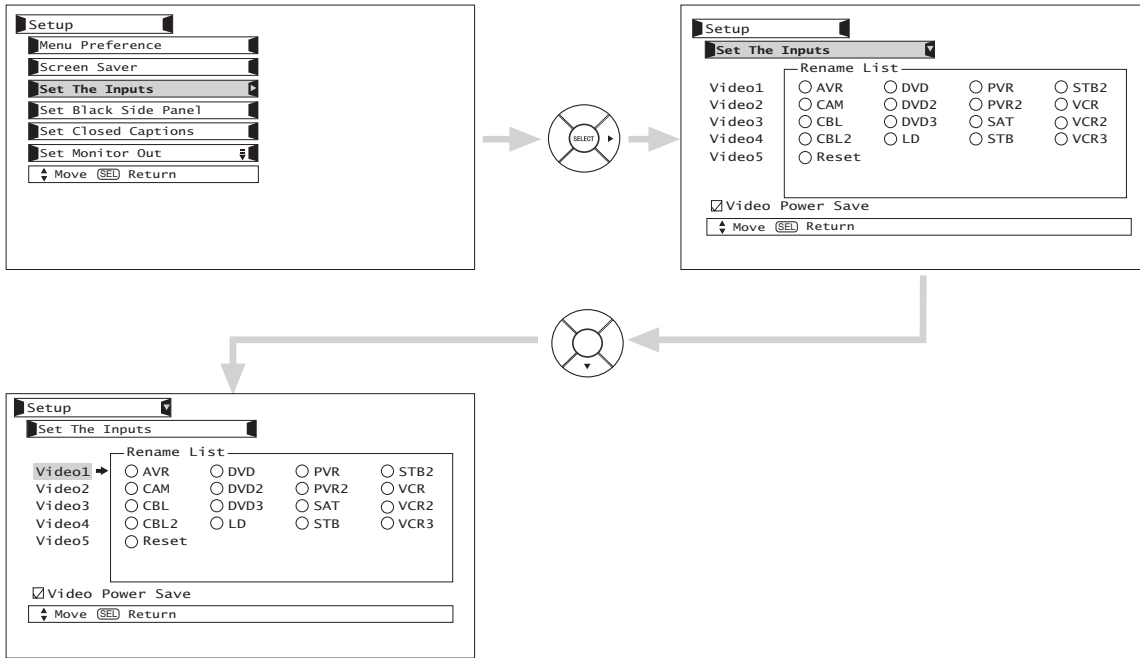 Setup
Menu Preference
Screen Saver
Set The Inputs
Set Black Side Panel
Set Closed Captions
Set Monitor Out
Move SEL Return
SELECT
Setup
Set The Inputs
Rename List
Video1 AVR DVD PVR STB2
Video2 CAM DVD2 PVR2 VCR
Video3 CBL DVD3 SAT VCR2
Video4 CBL2 LD STB VCR3
Video5 Reset
Video Power Save
Move SEL Return
Setup
Set The Inputs
Rename List
Video1 AVR DVD PVR STB2
Video2 CAM DVD2 PVR2 VCR
Video3 CBL DVD3 SAT VCR2
Video4 CBL2 LD STB VCR3
Video5 Reset
Video Power Save
Move SEL Return